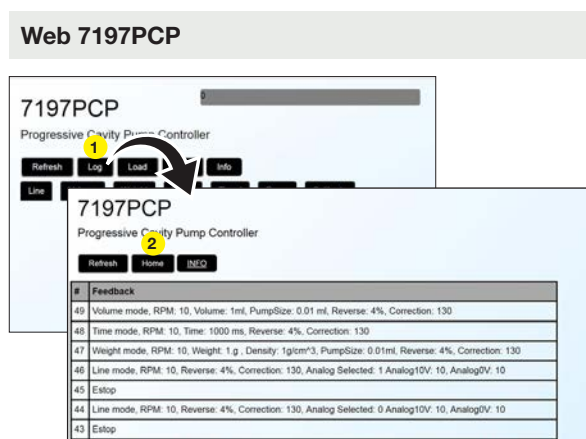 Web 7197PCP
0
7197PCP
Progressive Cavity Pump Controller
1
Refresh Log Load Info
Line
7197PCP
Progressive Cavity Pump Controller
2
Refresh Home INFO
# Feedback
49 Volume mode, RPM: 10, Volume: 1ml, PumpSize: 0.01 ml, Reverse: 4%, Correction: 130
48 Time mode, RPM: 10, Time: 1000 ms, Reverse: 4%, Correction: 130
47 Weight mode, RPM: 10, Weight: 1.g , Density: 1g/cm^3, PumpSize: 0.01ml, Reverse: 4%, Correction: 130
46 Line mode, RPM: 10, Reverse: 4%, Correction: 130, Analog Selected: 1 Analog10V: 10, Analog0V: 10
45 Estop
44 Line mode, RPM: 10, Reverse: 4%, Correction: 130, Analog Selected: 0 Analog10V: 10, Analog0V: 10
43 Estop